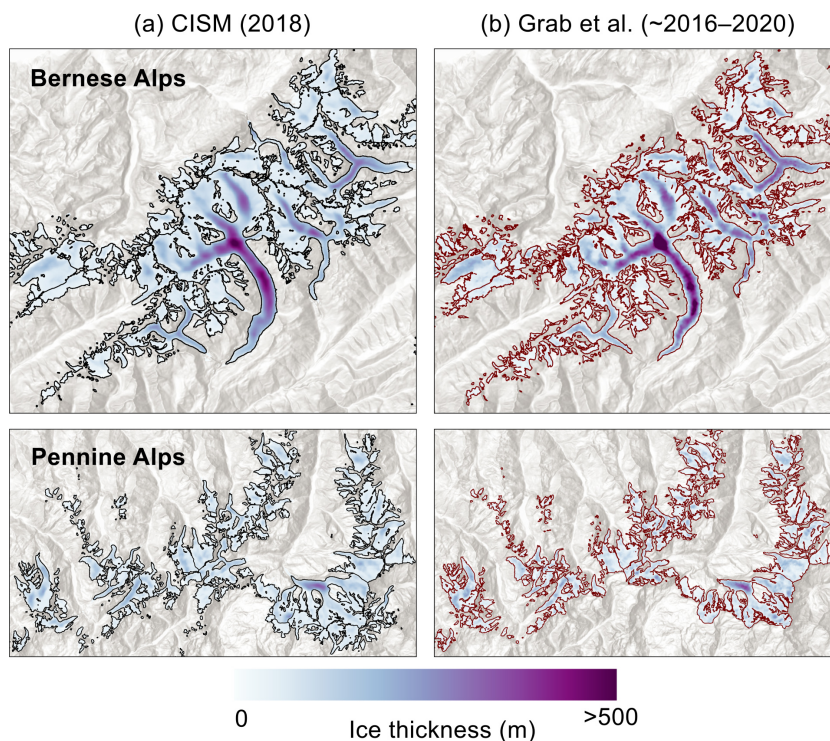 (a) CISM (2018)
(b) Grab et al. (~2016–2020)
Bernese Alps
Pennine Alps
0
>500
Ice thickness (m)